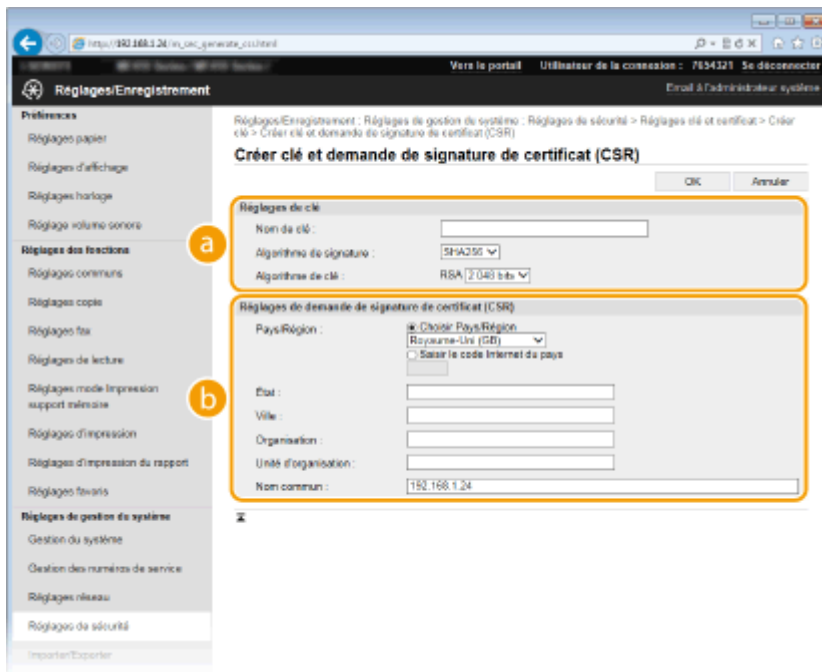 http://192.168.1.24/m_sec_generate_csr.html
Vers le portail Utilisateur de la connexion : 7654321 Se déconnecter
Réglages/Enregistrement
Email à l'administrateur système
Préférences
Réglages papier
Réglages d'affichage
Réglages horloge
Réglage volume sonore
Réglages des fonctions
Réglages communs
Réglages copie
Réglages fax
Réglages de lecture
Réglages mode Impression
support mémoire
Réglages d'impression
Réglages d'impression du rapport
Réglages favoris
Réglages de gestion du système
Gestion du système
Gestion des numéros de service
Réglages réseau
Réglages de sécurité
Importer/Exporter
Réglages/Enregistrement : Réglages de gestion de système : Réglages de sécurité > Réglages clé et certificat > Créer
clé > Créer clé et demande de signature de certificat (CSR)
Créer clé et demande de signature de certificat (CSR)
OK Annuler
a
Réglages de clé
Nom de clé :
Algorithme de signature : SHA256
Algorithme de clé : RSA 2 048 bits
b
Réglages de demande de signature de certificat (CSR)
Pays/Région : Choisir Pays/Région
Royaume-Uni (GB)
Saisir le code Internet du pays
État :
Ville :
Organisation :
Unité d'organisation :
Nom commun : 192.168.1.24